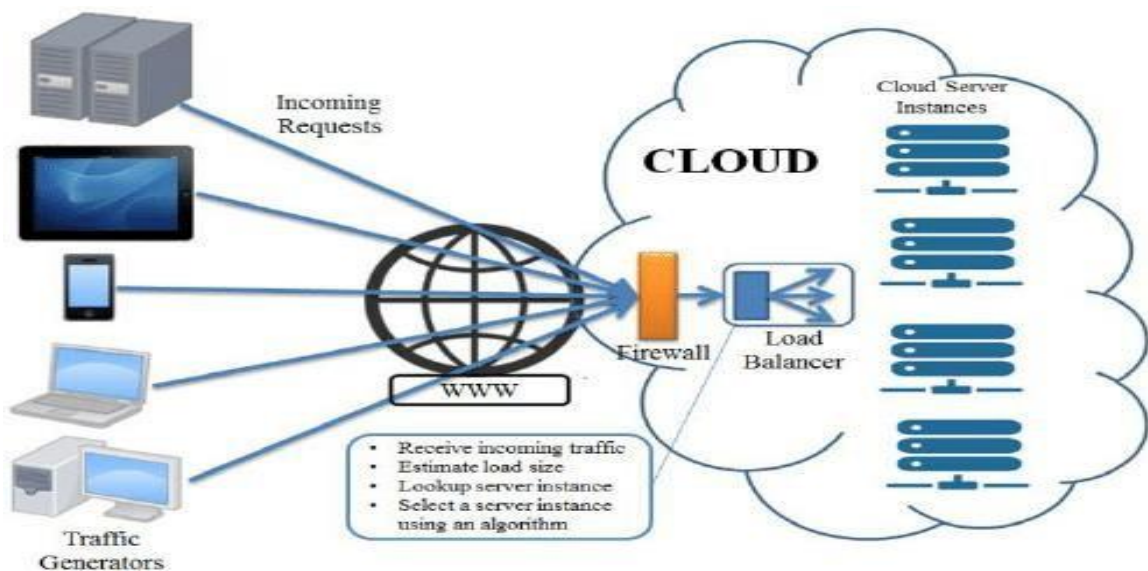 Incoming
Requests
Cloud Server
Instances
CLOUD
Firewall
Load
Balancer
WWW
• Receive incoming traffic
• Estimate load size
• Lookup server instance
• Select a server instance
using an algorithm
Traffic
Generators